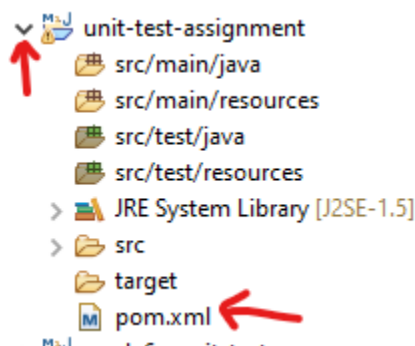 unit-test-assignment
src/main/java
src/main/resources
src/test/java
src/test/resources
JRE System Library [J2SE-1.5]
src
target
pom.xml